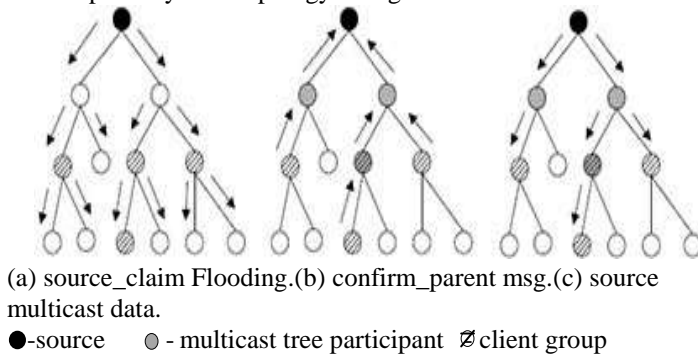 (a) source_claim Flooding.(b) confirm_parent msg.(c) source
multicast data.
-source - multicast tree participant client group